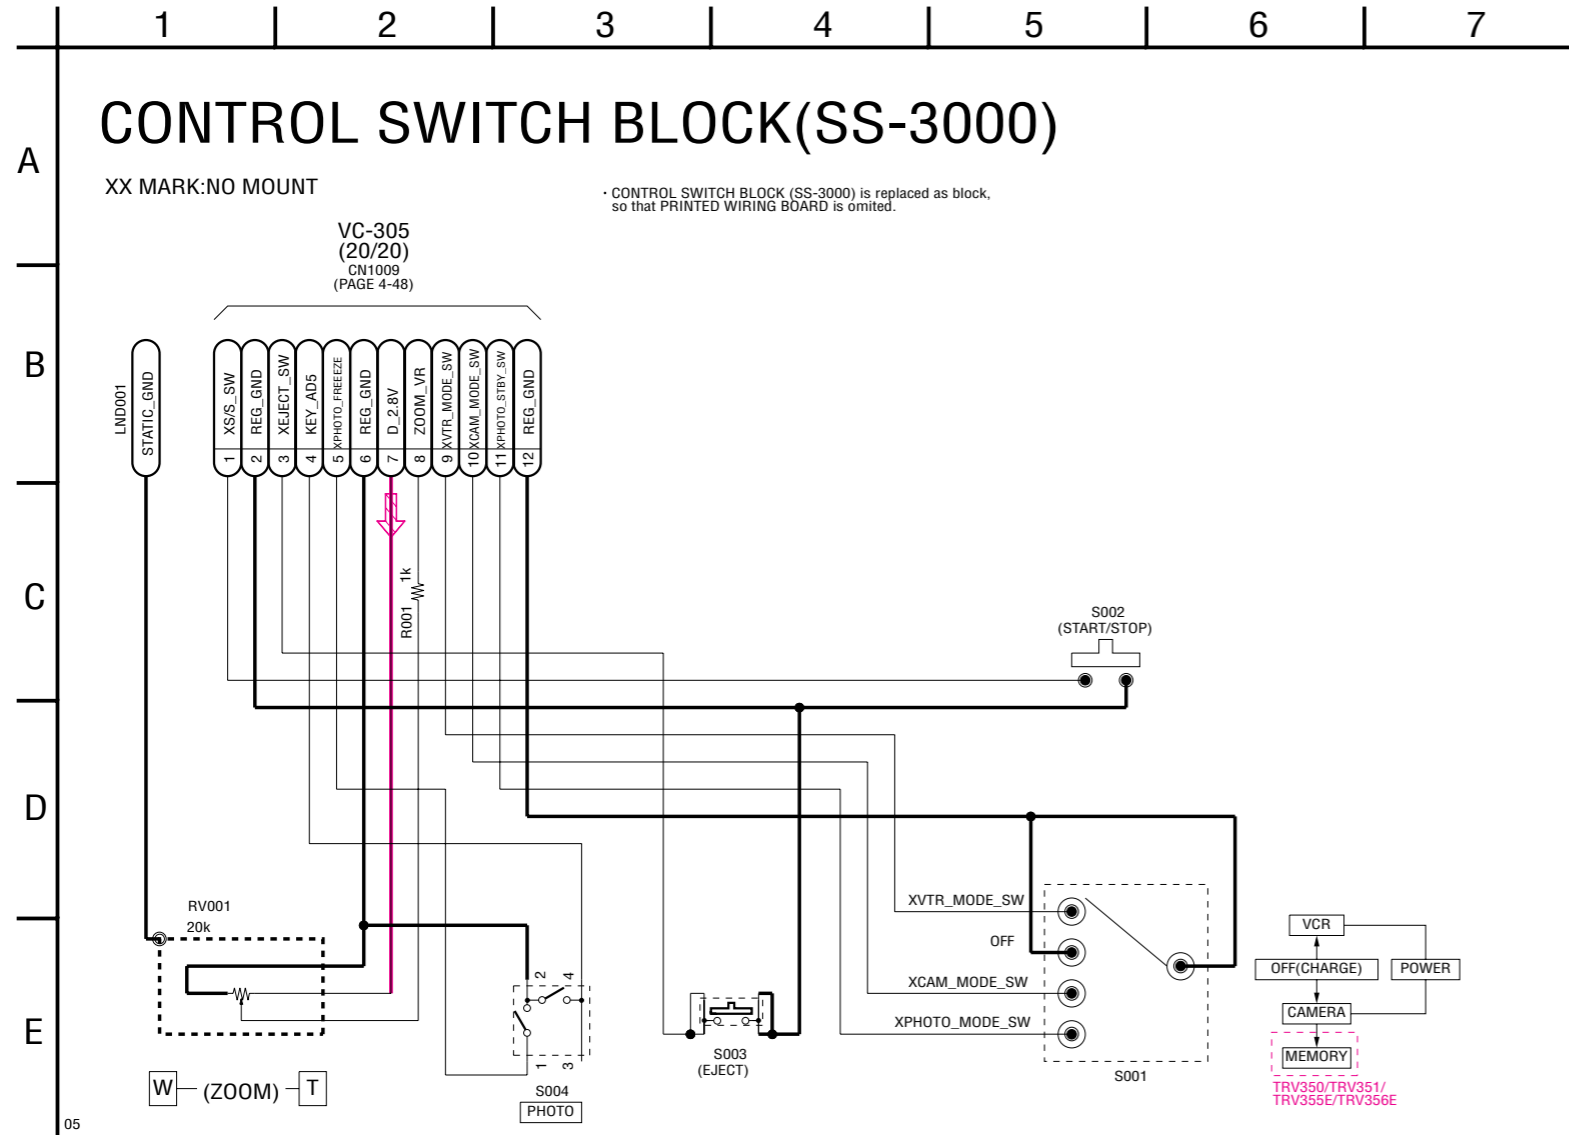 1 2 3 4 5 6 7
A
B
C
D
E
CONTROL SWITCH BLOCK(SS-3000)
XX MARK:NO MOUNT
· CONTROL SWITCH BLOCK (SS-3000) is replaced as block,
so that PRINTED WIRING BOARD is omited.
VC-305
(20/20)
CN1009
(PAGE 4-48)
LND001
STATIC_GND
1 XS/S_SW
2 REG_GND
3 XEJECT_SW
4 KEY_AD5
5 XPHOTO_FREEEZE
6 REG_GND
7 D_2.8V
8 ZOOM_VR
9 XVTR_MODE_SW
10 XCAM_MODE_SW
11 XPHOTO_STBY_SW
12 REG_GND
R001 1k
S002
(START/STOP)
RV001
20k
W (ZOOM) T
2 4
1 3
S004
PHOTO
S003
(EJECT)
XVTR_MODE_SW
OFF
XCAM_MODE_SW
XPHOTO_MODE_SW
S001
VCR
OFF(CHARGE) POWER
CAMERA
MEMORY
TRV350/TRV351/
TRV355E/TRV356E
05